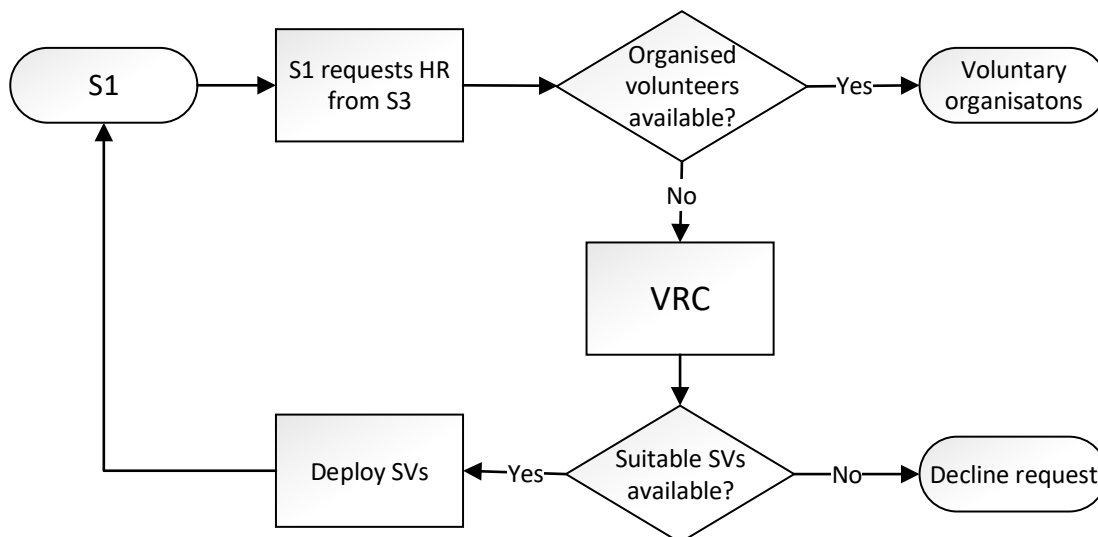 S1
S1 requests HR
from S3
Organised
volunteers
available?
Yes
Voluntary
organisatons
No
VRC
Deploy SVs
Yes
Suitable SVs
available?
No
Decline request